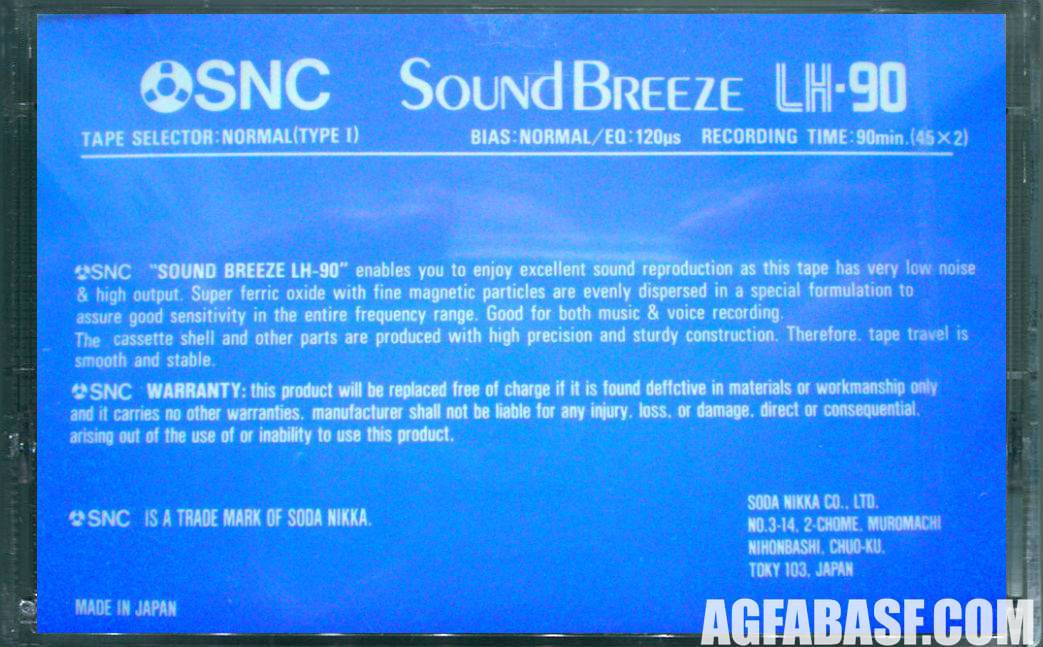 SNC SOUND BREEZE LH-90
TAPE SELECTOR:NORMAL(TYPE I) BIAS:NORMAL/EQ:120µs RECORDING TIME:90min.(45×2)
SNC "SOUND BREEZE LH-90" enables you to enjoy excellent sound reproduction as this tape has very low noise
& high output. Super ferric oxide with fine magnetic particles are evenly dispersed in a special formulation to
assure good sensitivity in the entire frequency range. Good for both music & voice recording.
The cassette shell and other parts are produced with high precision and sturdy construction. Therefore. tape travel is
smooth and stable.
SNC WARRANTY: this product will be replaced free of charge if it is found deffctive in materials or workmanship only
and it carries no other warranties. manufacturer shall not be liable for any injury. loss. or damage. direct or consequential.
arising out of the use of or inability to use this product.
SNC IS A TRADE MARK OF SODA NIKKA.
SODA NIKKA CO., LTD.
NO.3-14, 2-CHOME, MUROMACHI
NIHONBASHI, CHUO-KU,
TOKY 103, JAPAN
MADE IN JAPAN
AGFABASF.COM